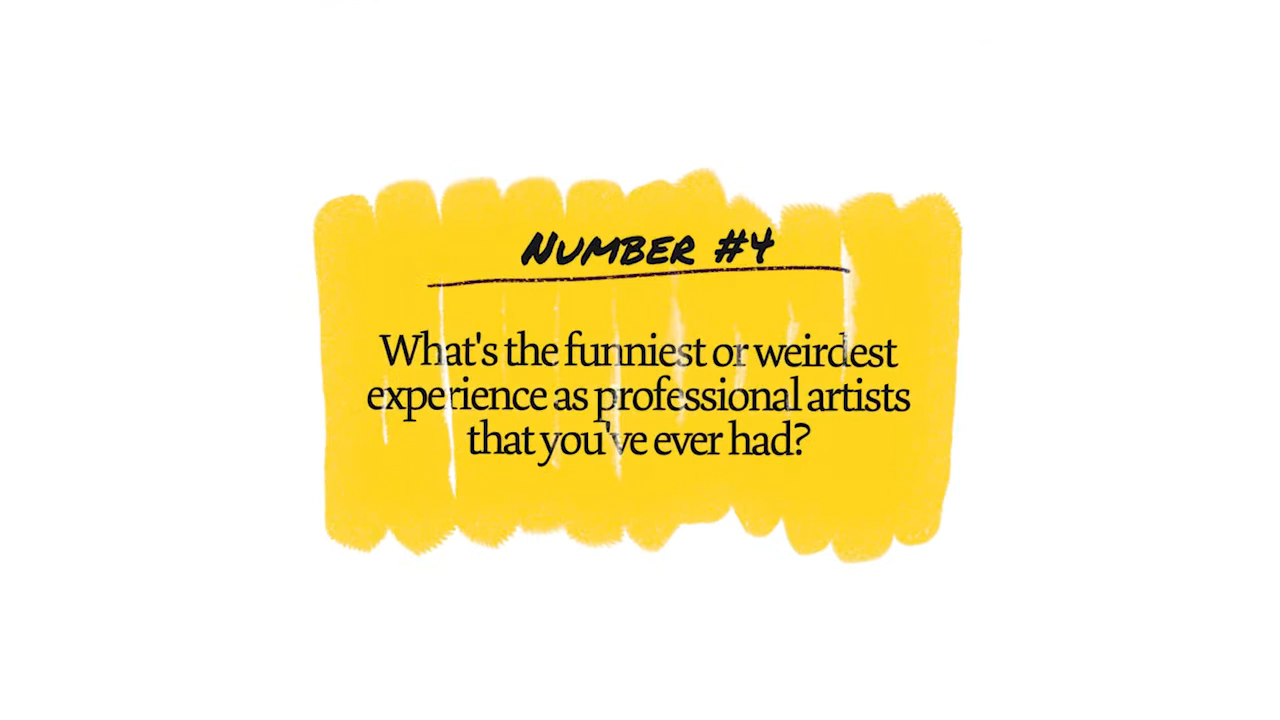 NUMBER #4
What's the funniest or weirdest
experience as professional artists
that you've ever had?